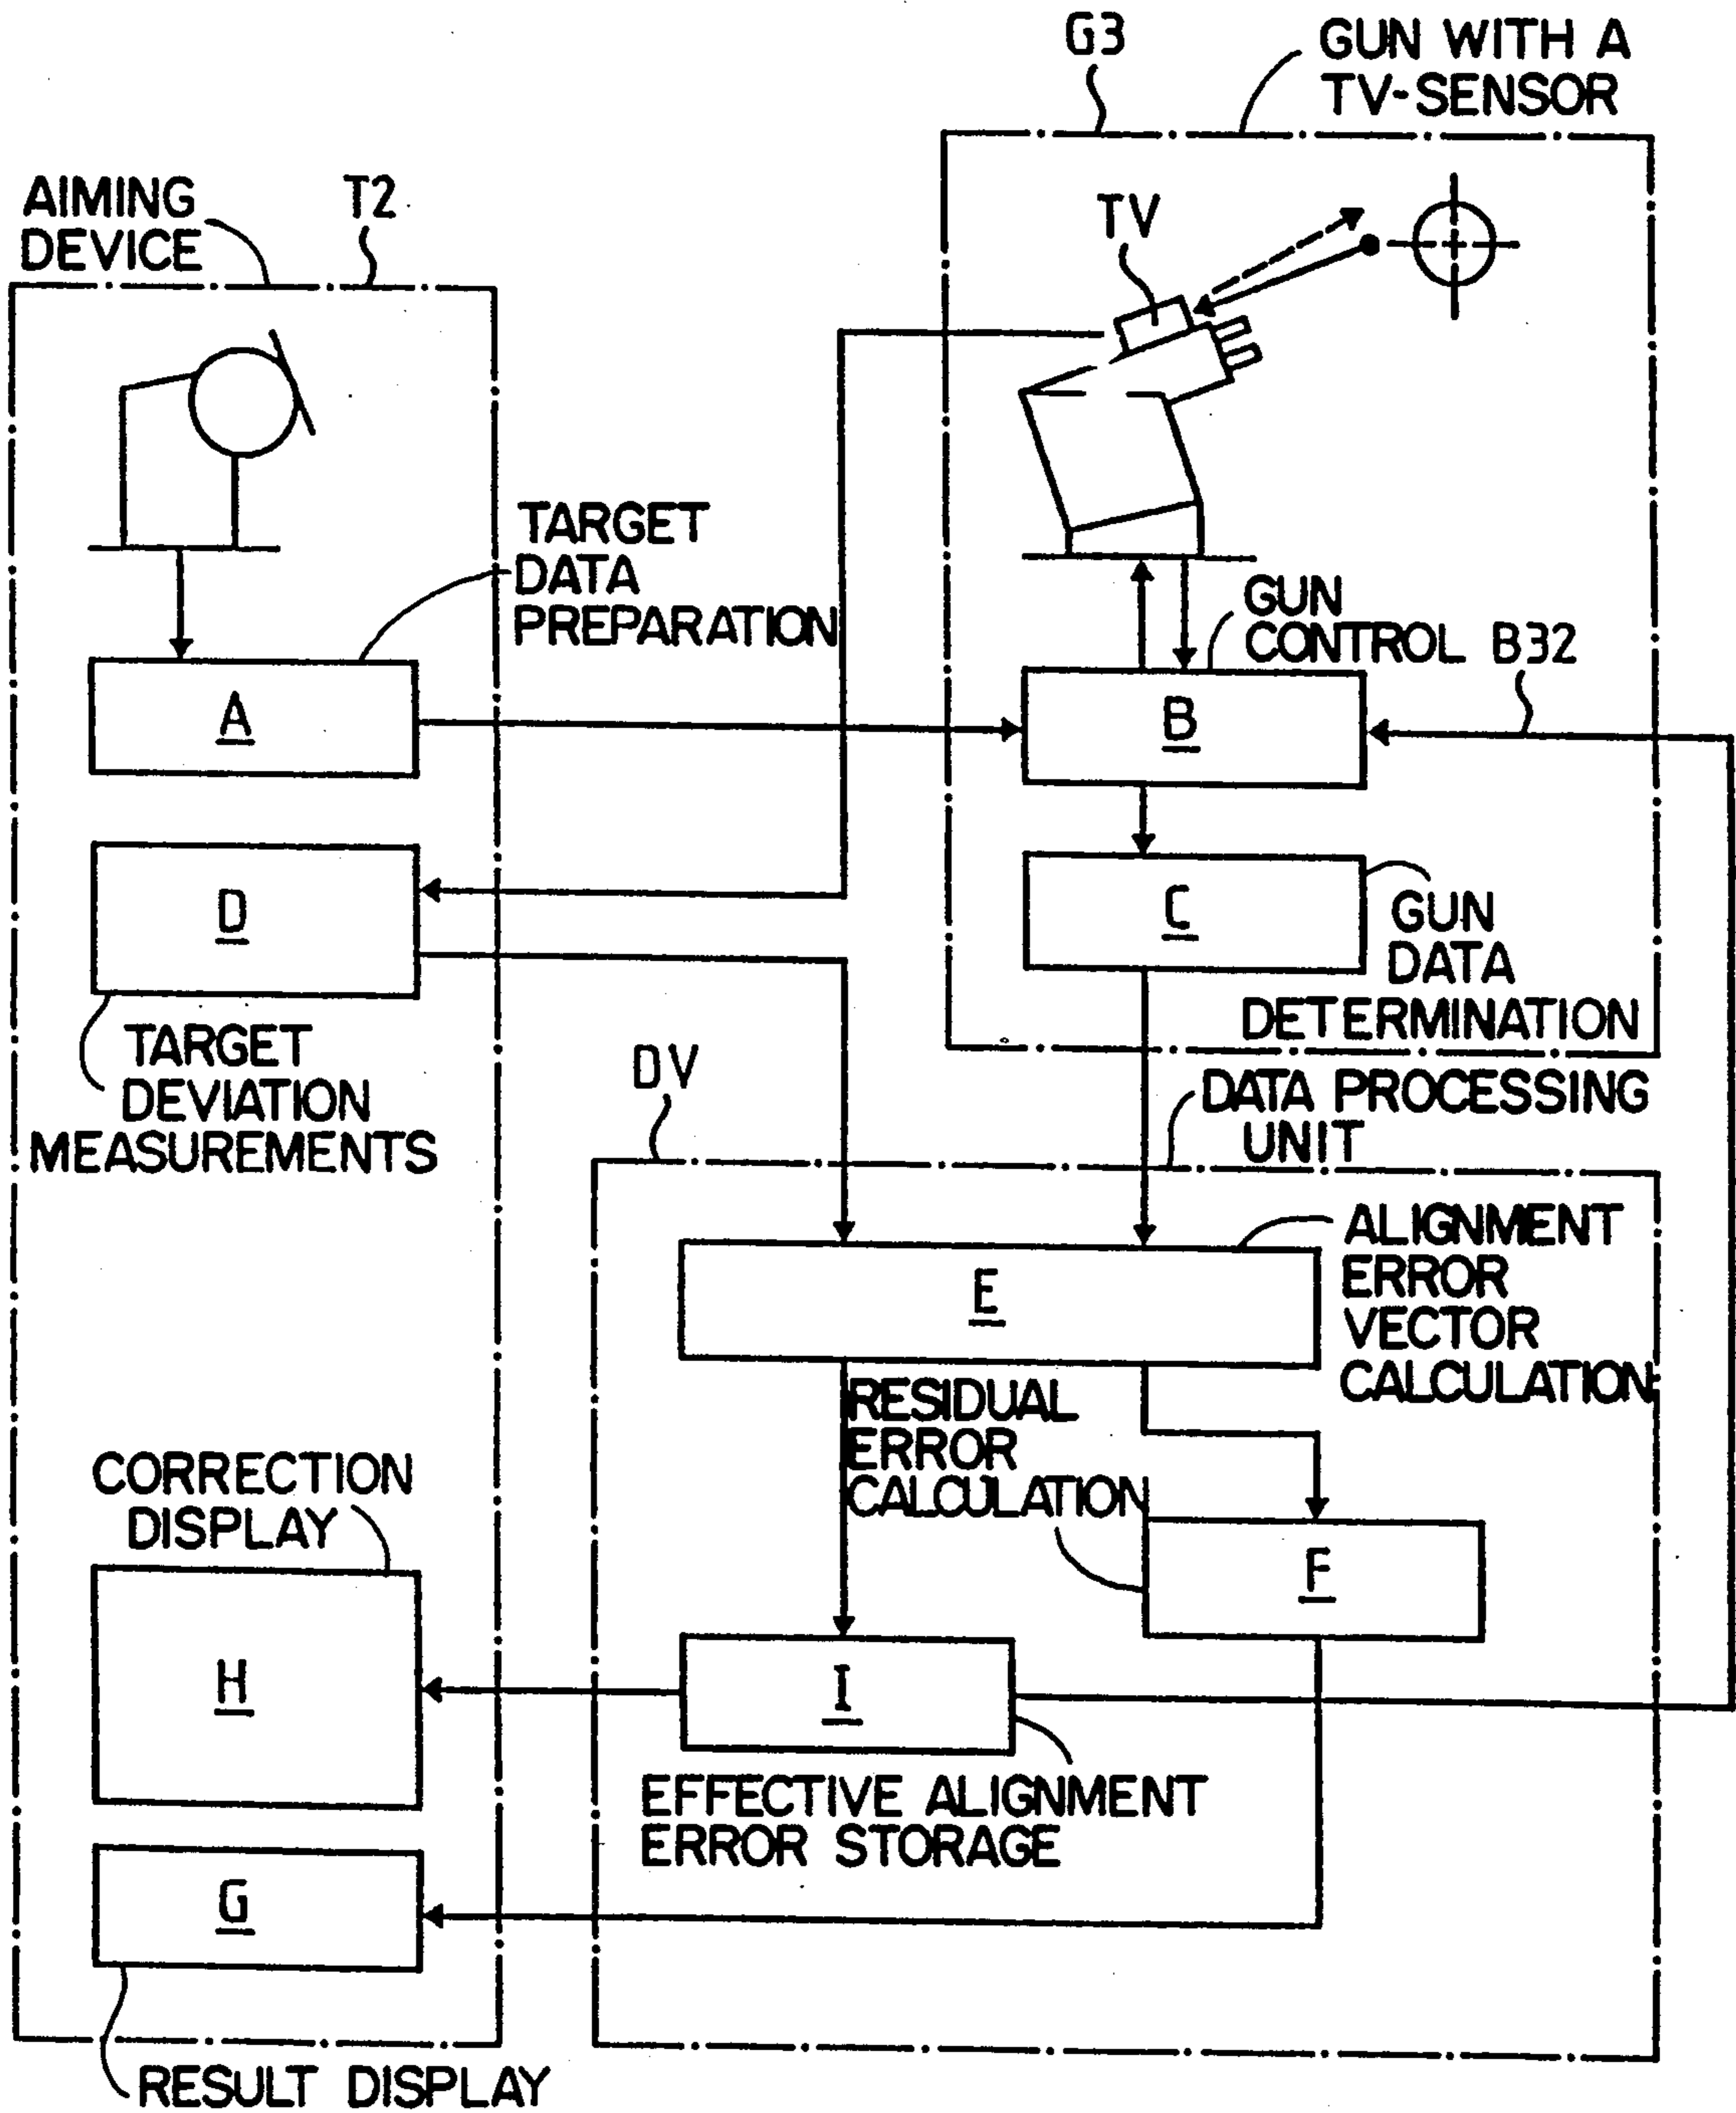 G3
GUN WITH A
TV-SENSOR
AIMING
DEVICE
T2
TV
TARGET
DATA
PREPARATION
GUN
CONTROL
B32
A
B
D
C
GUN
DATA
DETERMINATION
TARGET
DEVIATION
MEASUREMENTS
DV
DATA PROCESSING
UNIT
E
ALIGNMENT
ERROR
VECTOR
CALCULATION
RESIDUAL
ERROR
CALCULATION
CORRECTION
DISPLAY
F
H
I
EFFECTIVE ALIGNMENT
ERROR STORAGE
G
RESULT DISPLAY